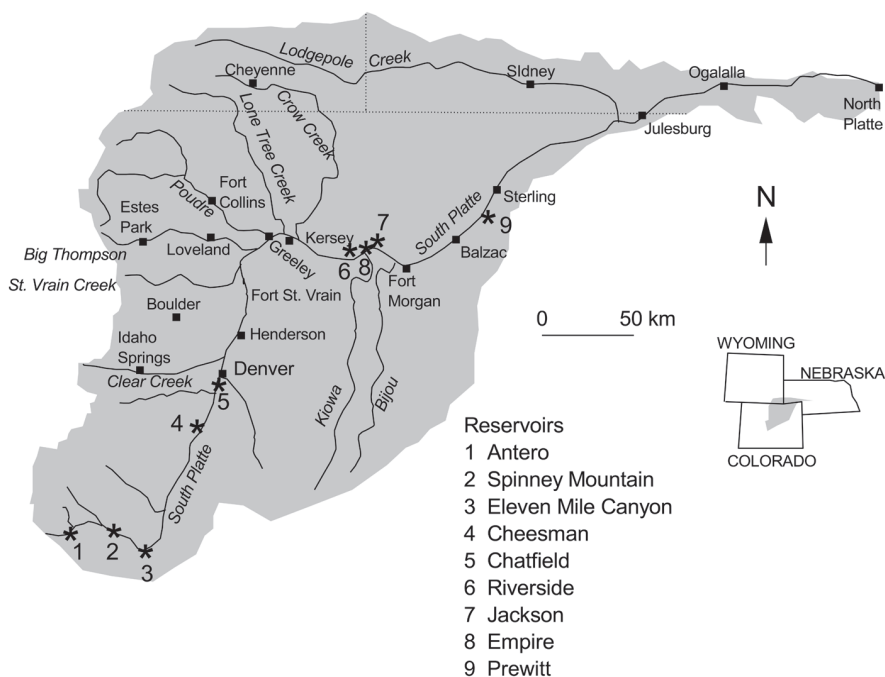 Lodgepole Creek
Cheyenne
SIdney
Ogalalla
North
Platte
Julesburg
Crow Creek
Lone Tree Creek
Poudre
Fort
Collins
Sterling
9
Balzac
South Platte
N
Estes
Park
Loveland
Greeley
Kersey
7
6
8
Fort
Morgan
Big Thompson
St. Vrain Creek
Fort St. Vrain
Boulder
Henderson
0 50 km
Idaho
Springs
Clear Creek
Denver
5
4
Kiowa
Bijou
South Platte
1
2
3
WYOMING
NEBRASKA
COLORADO
Reservoirs
1 Antero
2 Spinney Mountain
3 Eleven Mile Canyon
4 Cheesman
5 Chatfield
6 Riverside
7 Jackson
8 Empire
9 Prewitt